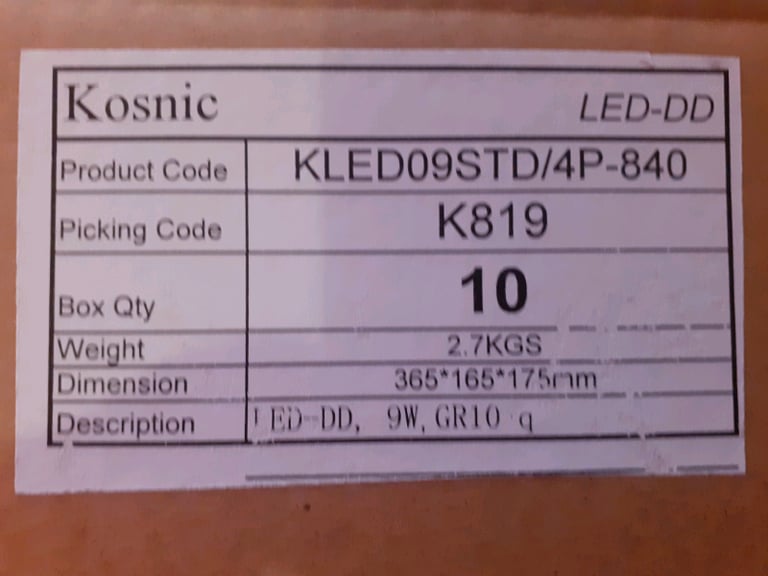 Kosnic LED-DD
Product Code KLED09STD/4P-840
Picking Code K819
Box Qty 10
Weight 2.7KGS
Dimension 365*165*175mm
Description LED-DD, 9W, GR10 q